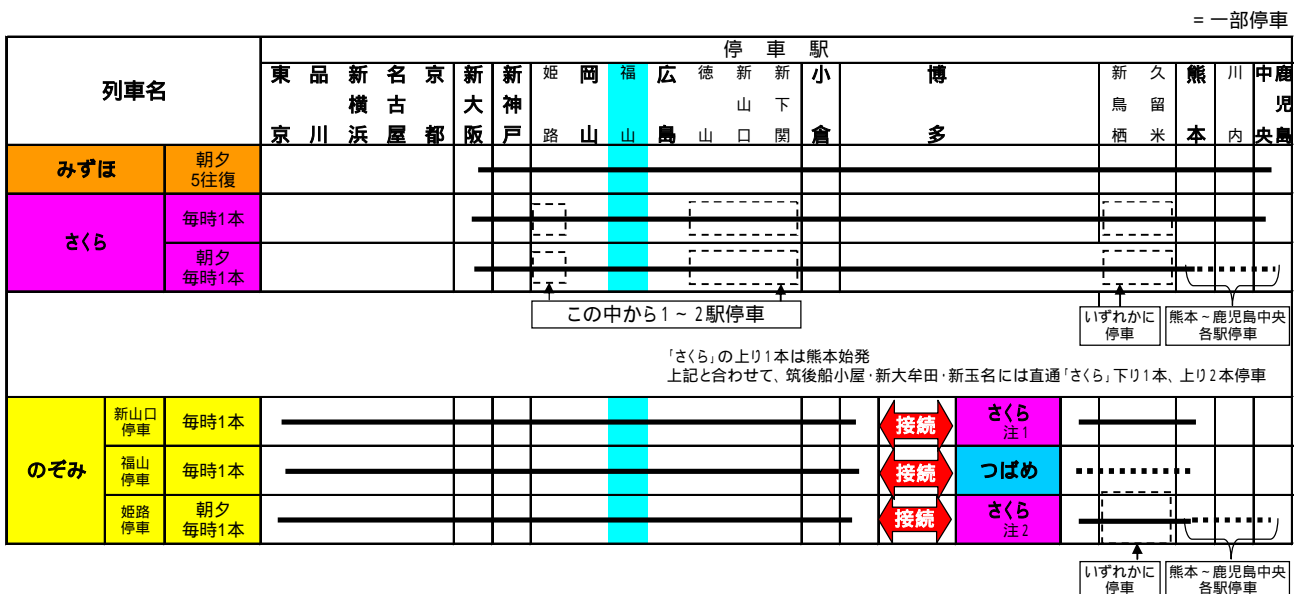 = 一部停車
停車駅
列車名
東京 品川 新横浜 名古屋 京都 新大阪 新神戸 姫路 岡山 福山 広島 徳山 新山口 新下関 小倉 博多 新鳥栖 久留米 熊本 川内 鹿児島中央
みずほ
朝夕
5往復
さくら
毎時1本
朝夕
毎時1本
この中から1~2駅停車
いずれかに
停車
熊本~鹿児島中央
各駅停車
「さくら」の上り1本は熊本始発
上記と合わせて、筑後船小屋・新大牟田・新玉名には直通「さくら」下り1本、上り2本停車
のぞみ
新山口
停車
毎時1本
接続
さくら
注1
福山
停車
毎時1本
接続
つばめ
姫路
停車
朝夕
毎時1本
接続
さくら
注2
いずれかに
停車
熊本~鹿児島中央
各駅停車